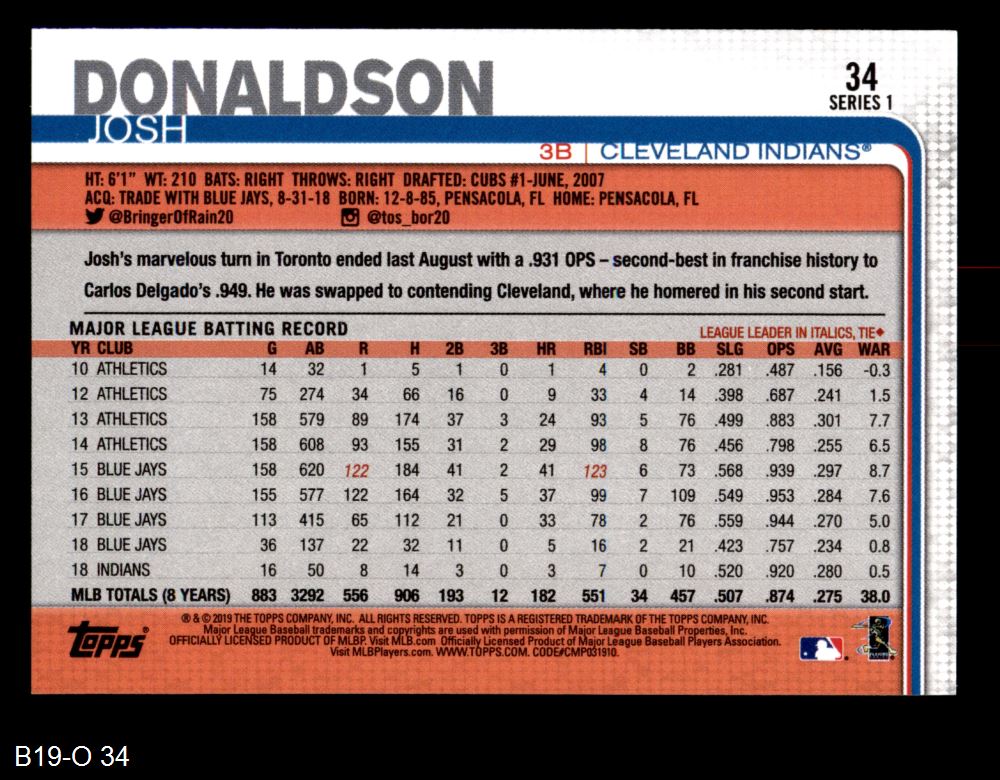 DONALDSON
JOSH
34
SERIES 1
3B | CLEVELAND INDIANS®
HT: 6'1" WT: 210 BATS: RIGHT THROWS: RIGHT DRAFTED: CUBS #1-JUNE, 2007
ACQ: TRADE WITH BLUE JAYS, 8-31-18 BORN: 12-8-85, PENSACOLA, FL HOME: PENSACOLA, FL
@BringerOfRain20 @tos_bor20
Josh's marvelous turn in Toronto ended last August with a .931 OPS – second-best in franchise history to
Carlos Delgado's .949. He was swapped to contending Cleveland, where he homered in his second start.
MAJOR LEAGUE BATTING RECORD LEAGUE LEADER IN ITALICS, TIE♦
YR CLUB G AB R H 2B 3B HR RBI SB BB SLG OPS AVG WAR
10 ATHLETICS 14 32 1 5 1 0 1 4 0 2 .281 .487 .156 -0.3
12 ATHLETICS 75 274 34 66 16 0 9 33 4 14 .398 .687 .241 1.5
13 ATHLETICS 158 579 89 174 37 3 24 93 5 76 .499 .883 .301 7.7
14 ATHLETICS 158 608 93 155 31 2 29 98 8 76 .456 .798 .255 6.5
15 BLUE JAYS 158 620 122 184 41 2 41 123 6 73 .568 .939 .297 8.7
16 BLUE JAYS 155 577 122 164 32 5 37 99 7 109 .549 .953 .284 7.6
17 BLUE JAYS 113 415 65 112 21 0 33 78 2 76 .559 .944 .270 5.0
18 BLUE JAYS 36 137 22 32 11 0 5 16 2 21 .423 .757 .234 0.8
18 INDIANS 16 50 8 14 3 0 3 7 0 10 .520 .920 .280 0.5
MLB TOTALS (8 YEARS) 883 3292 556 906 193 12 182 551 34 457 .507 .874 .275 38.0
® & © 2019 THE TOPPS COMPANY, INC. ALL RIGHTS RESERVED. TOPPS IS A REGISTERED TRADEMARK OF THE TOPPS COMPANY, INC.
Major League Baseball trademarks and copyrights are used with permission of Major League Baseball Properties, Inc.
OFFICIALLY LICENSED PRODUCT OF MLBP. Visit MLB.com Officially Licensed Product of Major League Baseball Players Association.
Visit MLBPlayers.com. WWW.TOPPS.COM. CODE#CMP031910.
topps®
B19-O 34